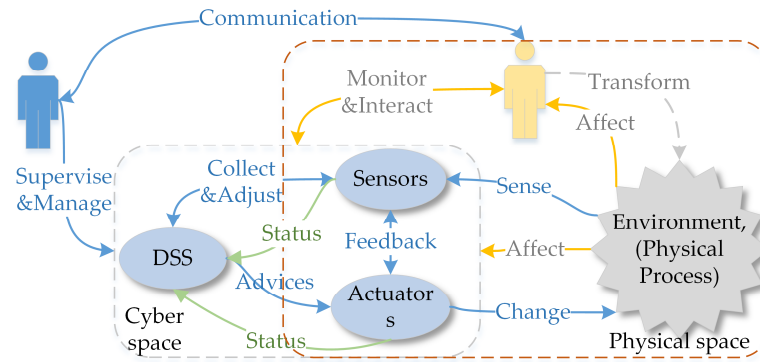 Communication
Monitor
&Interact
Transform
Affect
Supervise
&Manage
Collect
&Adjust
Sensors
Sense
Environment,
(Physical
Process)
Status
Feedback
Affect
DSS
Advices
Actuator
s
Change
Cyber
space
Status
Physical space